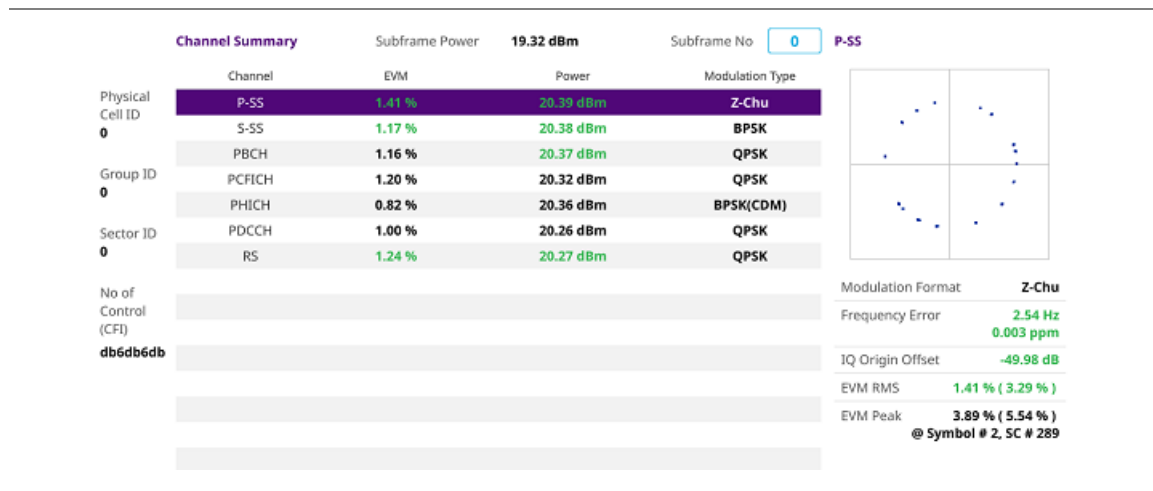 Channel Summary Subframe Power 19.32 dBm Subframe No 0 P-SS
Channel EVM Power Modulation Type
Physical
Cell ID
0
P-SS 1.41 % 20.39 dBm Z-Chu
S-SS 1.17 % 20.38 dBm BPSK
PBCH 1.16 % 20.37 dBm QPSK
Group ID
0
PCFICH 1.20 % 20.32 dBm QPSK
PHICH 0.82 % 20.36 dBm BPSK(CDM)
Sector ID
0
PDCCH 1.00 % 20.26 dBm QPSK
RS 1.24 % 20.27 dBm QPSK
No of
Control
(CFI)
db6db6db
Modulation Format Z-Chu
Frequency Error 2.54 Hz
0.003 ppm
IQ Origin Offset -49.98 dB
EVM RMS 1.41 % ( 3.29 % )
EVM Peak 3.89 % ( 5.54 % )
@ Symbol # 2, SC # 289